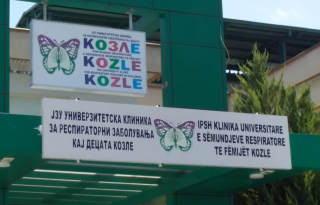 КОЗЛЕ
KOZLE
KOZLE
ЈЗУ УНИВЕРЗИТЕТСКА КЛИНИКА
ЗА РЕСПИРАТОРНИ ЗАБОЛУВАЊА
КАЈ ДЕЦАТА КОЗЛЕ
IPSH KLINIKA UNIVERSITARE
E SËMUNDJEVE RESPIRATORE
TË FËMIJËT KOZLE